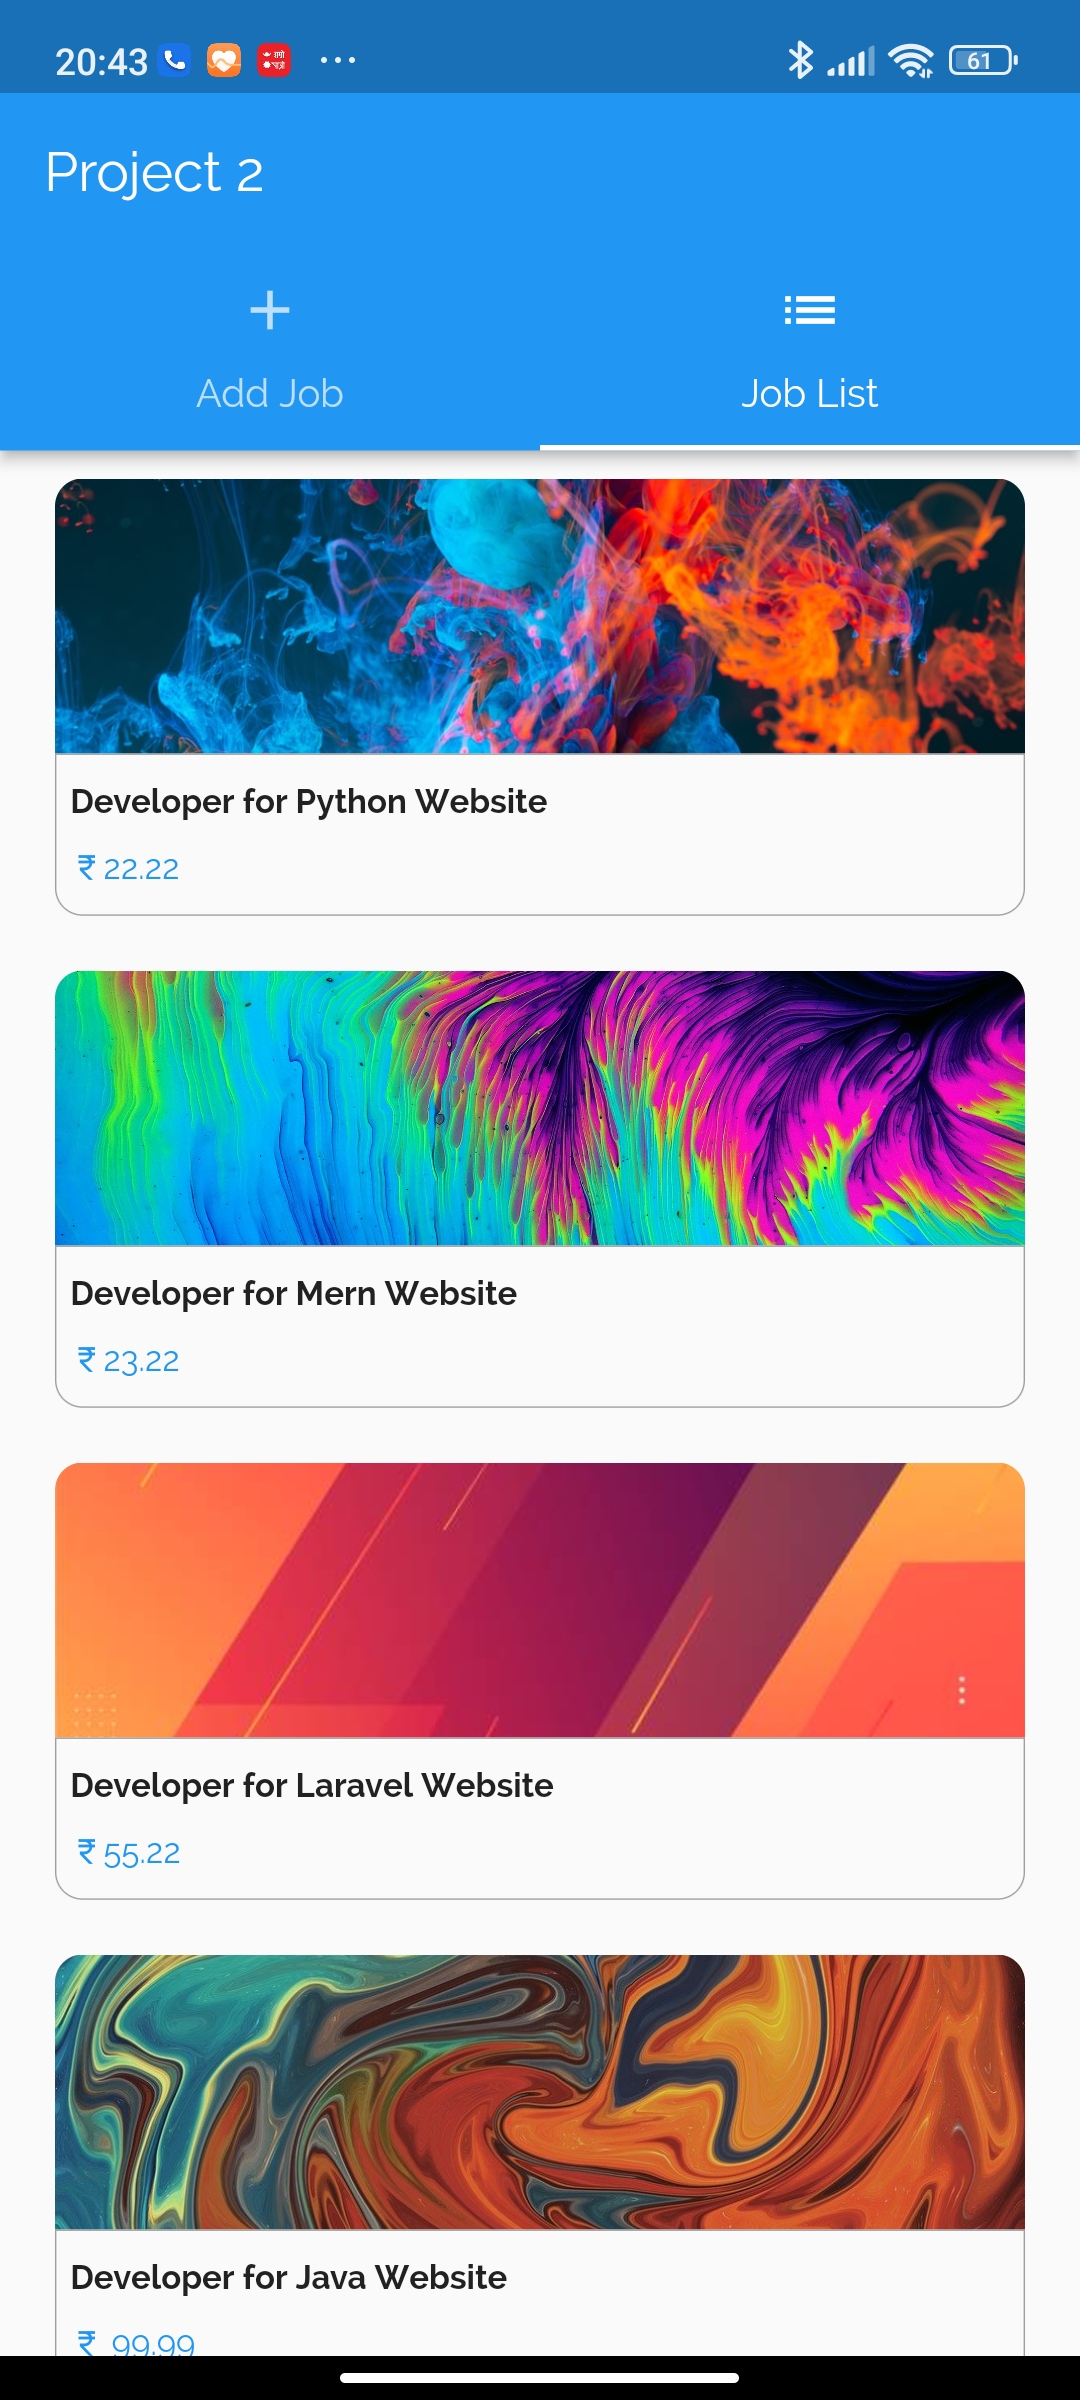 20:43
61
Project 2
Add Job
Job List
Developer for Python Website
₹ 22.22
Developer for Mern Website
₹ 23.22
Developer for Laravel Website
₹ 55.22
Developer for Java Website
₹ 99.99